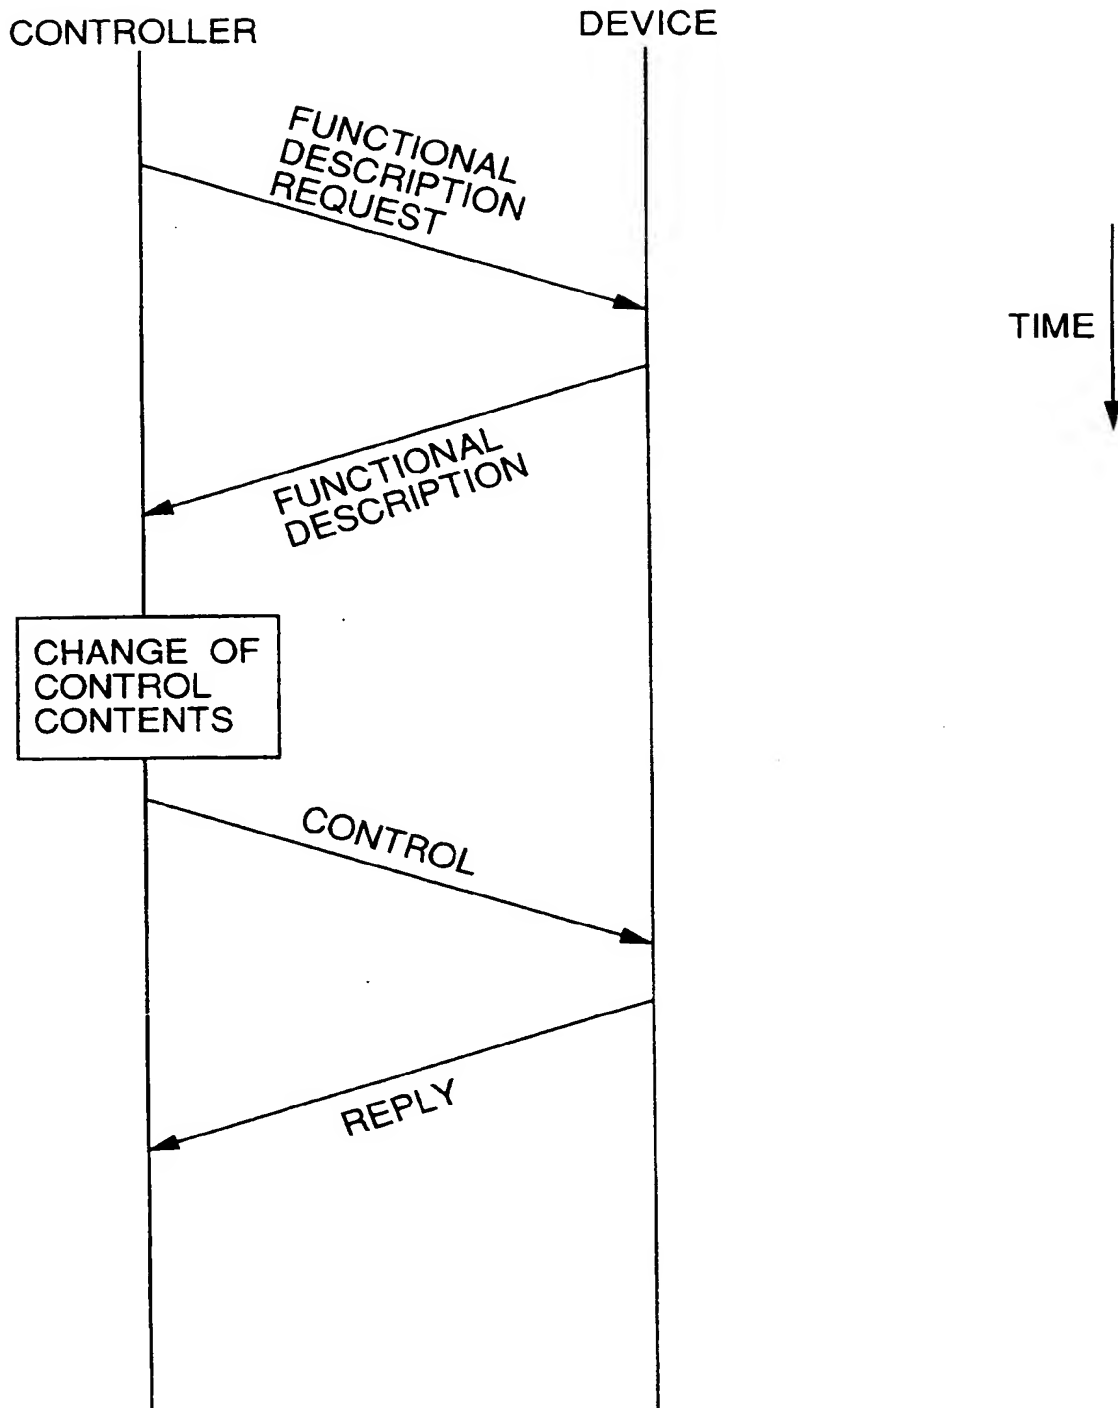 CONTROLLER
DEVICE
FUNCTIONAL
DESCRIPTION
REQUEST
TIME
FUNCTIONAL
DESCRIPTION
CHANGE OF
CONTROL
CONTENTS
CONTROL
REPLY